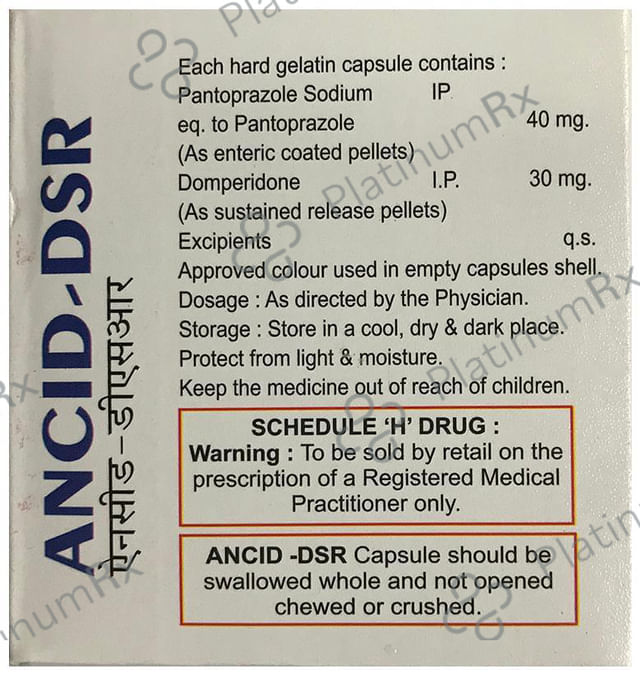 ANCID-DSR
ऐनसीड-डीएसआर
Each hard gelatin capsule contains :
Pantoprazole Sodium IP
eq. to Pantoprazole 40 mg.
(As enteric coated pellets)
Domperidone I.P. 30 mg.
(As sustained release pellets)
Excipients q.s.
Approved colour used in empty capsules shell.
Dosage : As directed by the Physician.
Storage : Store in a cool, dry & dark place.
Protect from light & moisture.
Keep the medicine out of reach of children.
SCHEDULE ‘H’ DRUG :
Warning : To be sold by retail on the
prescription of a Registered Medical
Practitioner only.
ANCID -DSR Capsule should be
swallowed whole and not opened
chewed or crushed.
PlatinumRx
PlatinumRx